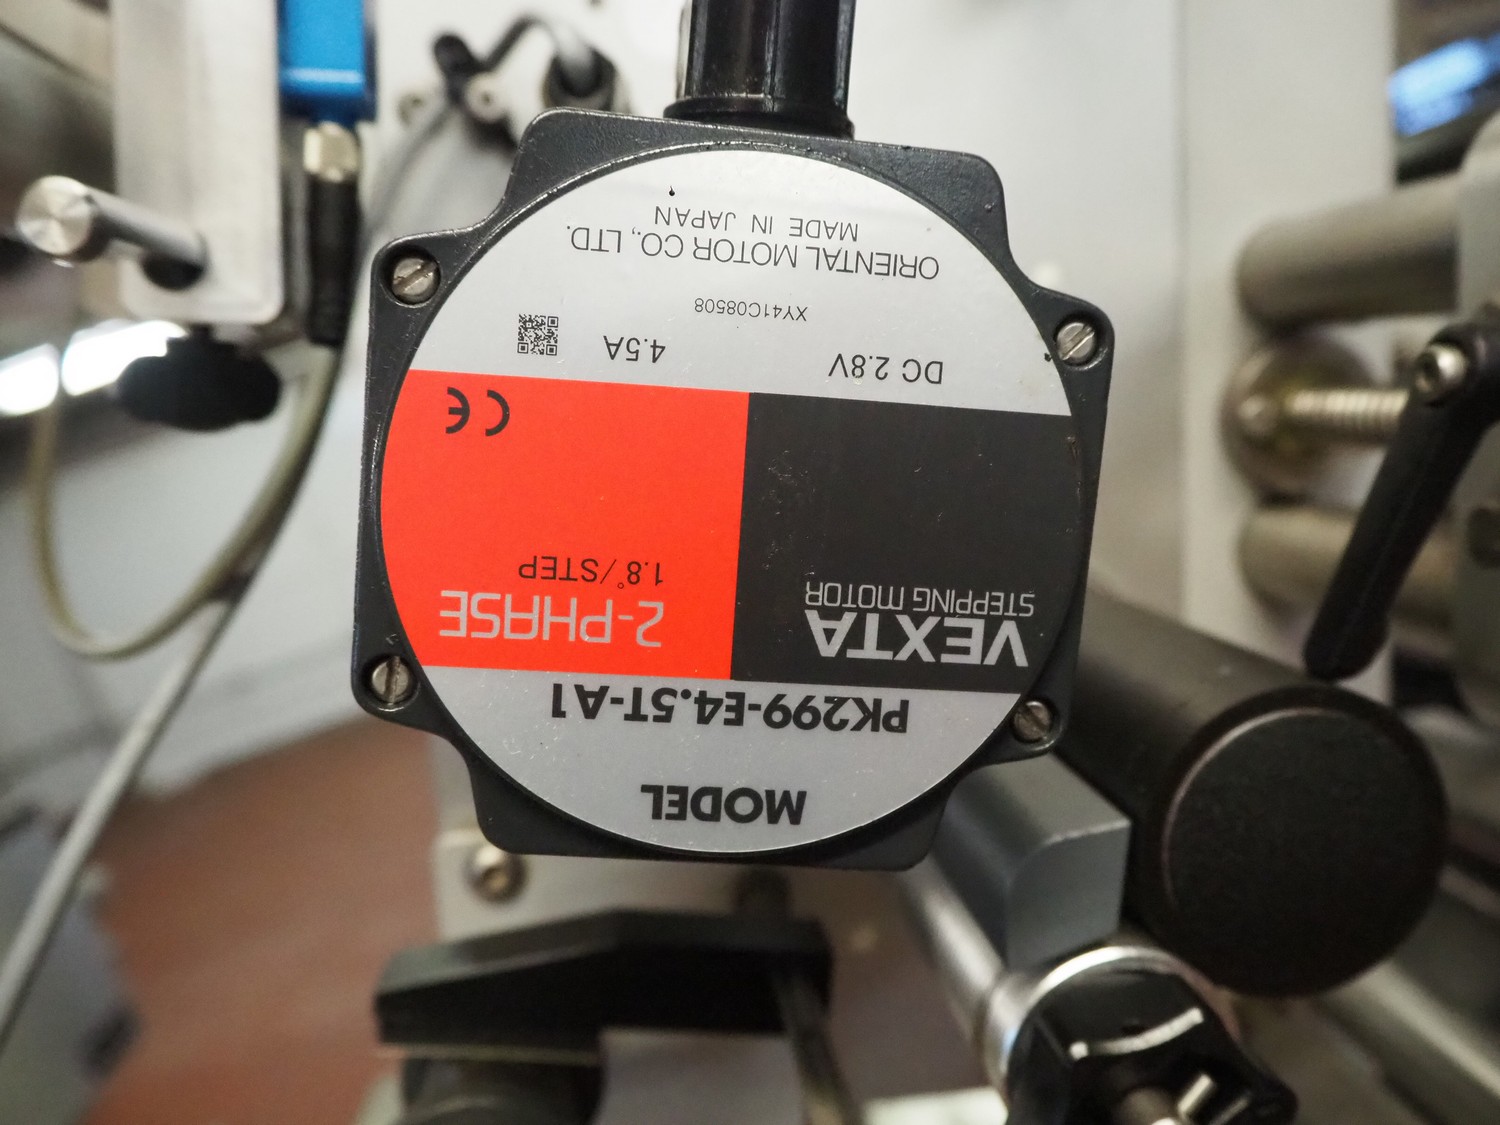 MODEL
PK299-E4.5T-A1
VEXTA
STEPPING MOTOR
2-PHASE
1.8°/STEP
CE
DC 2.8V 4.5A
XY41C08508
ORIENTAL MOTOR CO., LTD.
MADE IN JAPAN